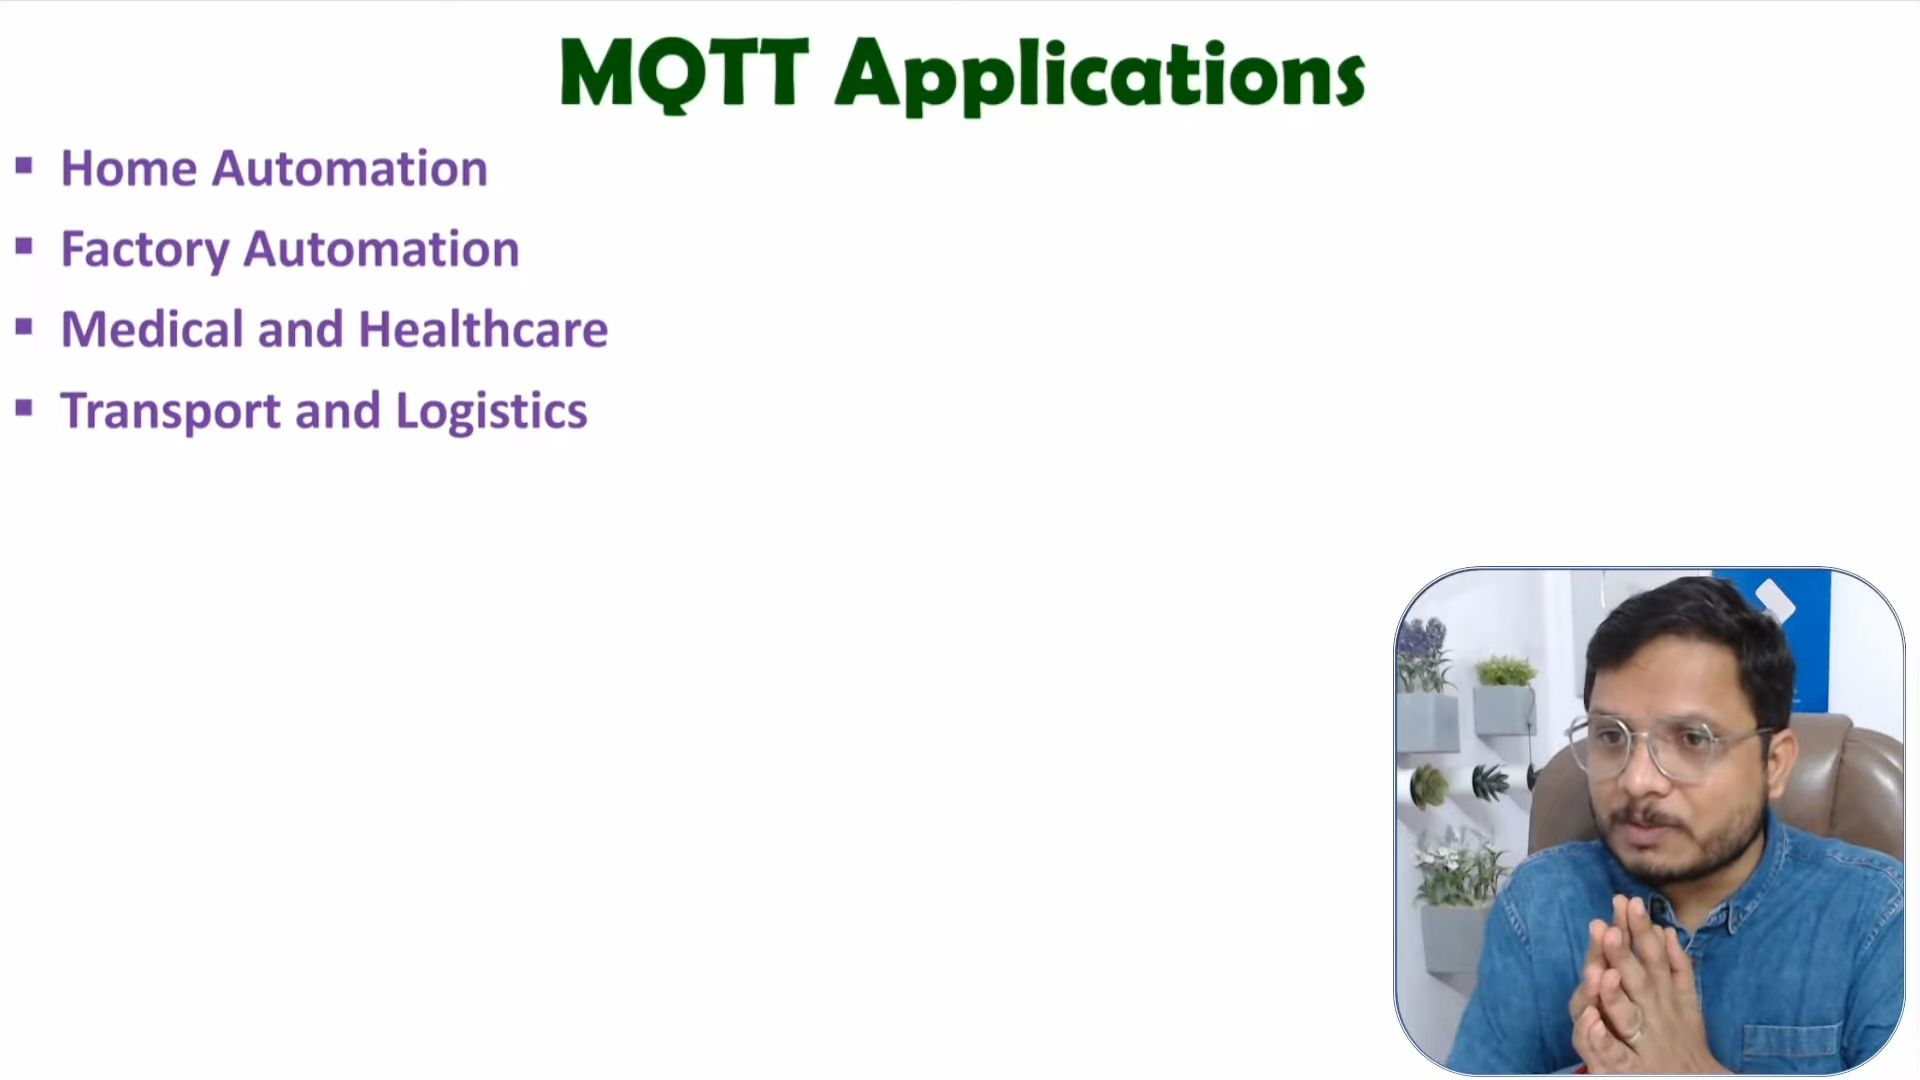 MQTT Applications
▪ Home Automation
▪ Factory Automation
▪ Medical and Healthcare
▪ Transport and Logistics